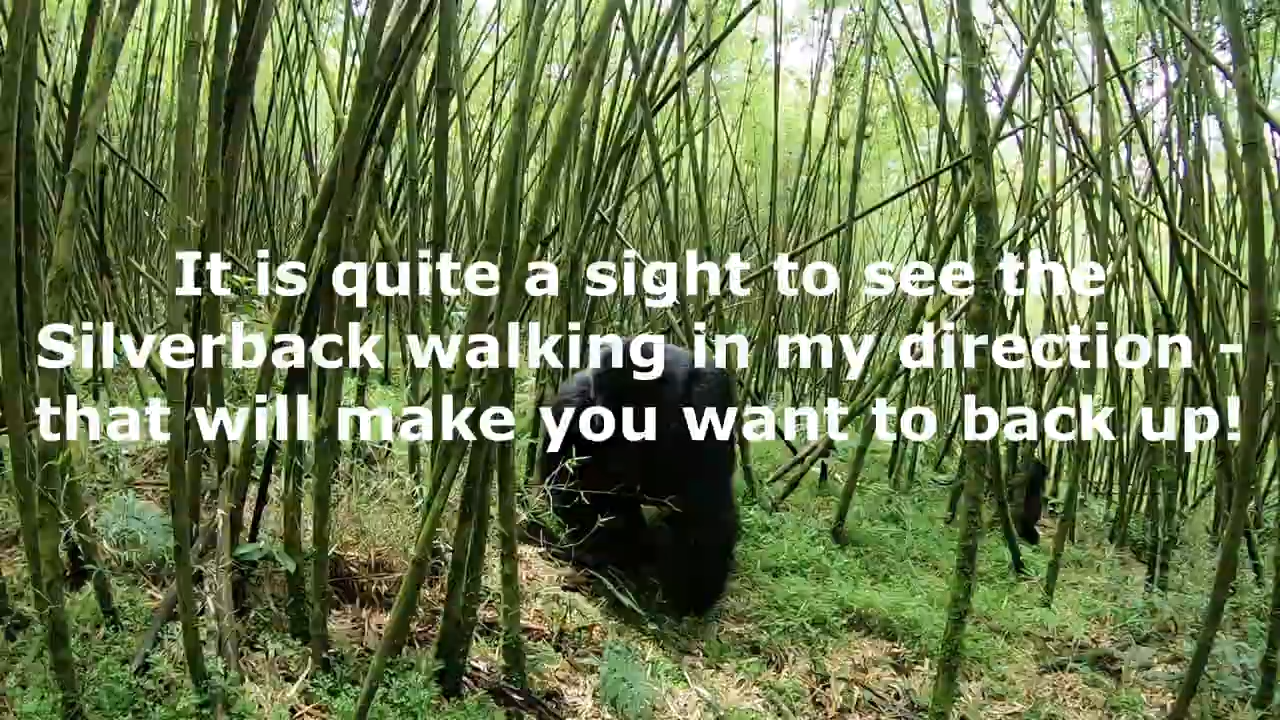 It is quite a sight to see the
Silverback walking in my direction -
that will make you want to back up!